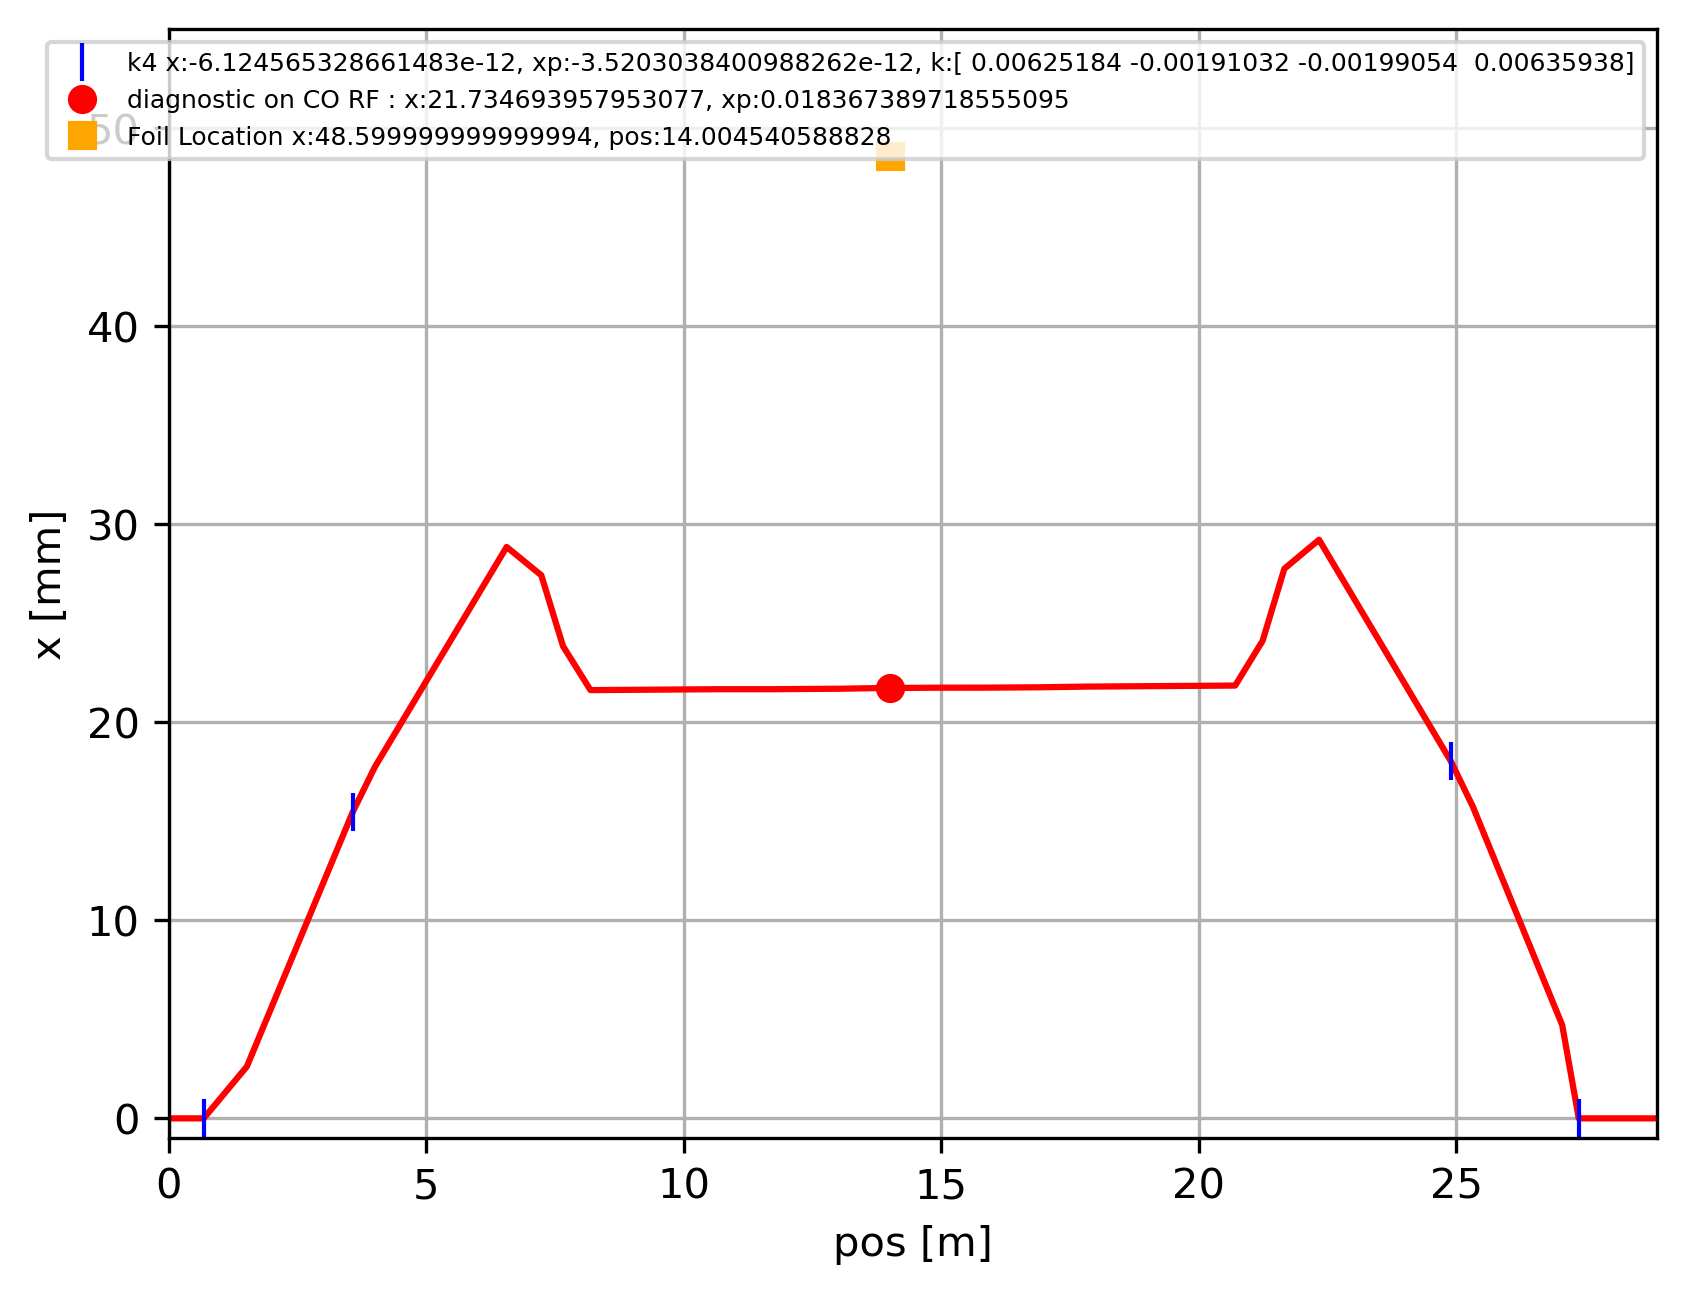 k4 x:-6.124565328661483e-12, xp:-3.5203038400988262e-12, k:[ 0.00625184 -0.00191032 -0.00199054  0.00635938]
diagnostic on CO RF : x:21.734693957953077, xp:0.018367389718555095
Foil Location x:48.599999999999994, pos:14.004540588828
50
40
30
20
10
0
x [mm]
0 5 10 15 20 25
pos [m]